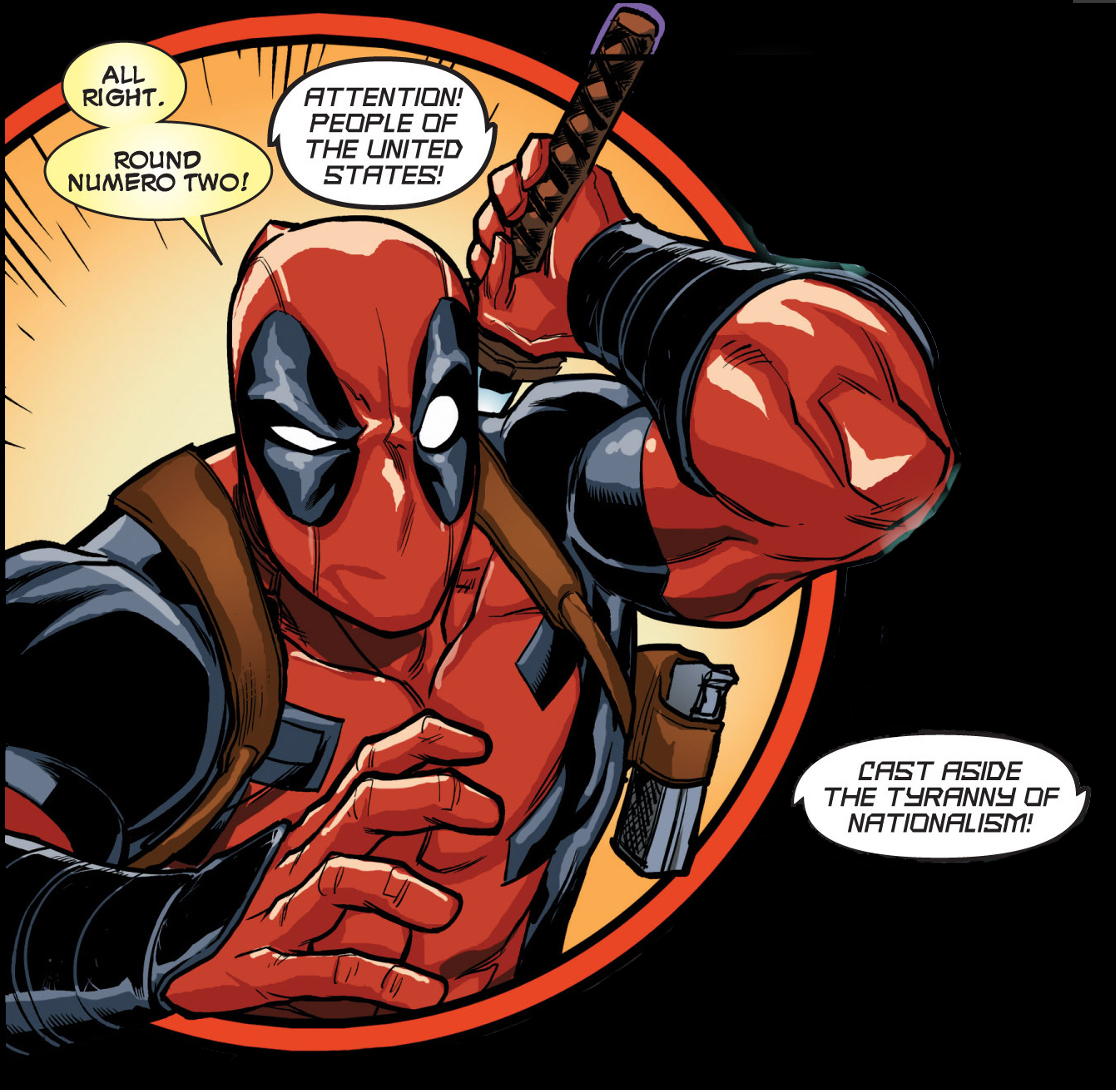 ALL
RIGHT.
ROUND
NUMERO TWO!
ATTENTION!
PEOPLE OF
THE UNITED
STATES!
CAST ASIDE
THE TYRANNY OF
NATIONALISM!